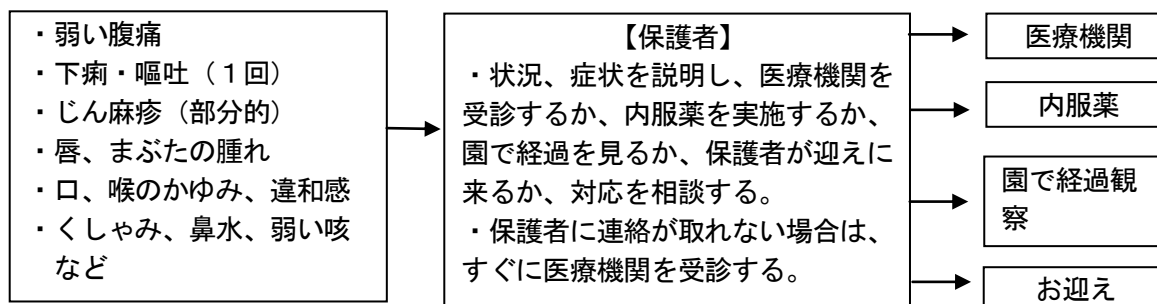 ・弱い腹痛
・下痢・嘔吐（１回）
・じん麻疹（部分的）
・唇、まぶたの腫れ
・口、喉のかゆみ、違和感
・くしゃみ、鼻水、弱い咳
など
【保護者】
・状況、症状を説明し、医療機関を
受診するか、内服薬を実施するか、
園で経過を見るか、保護者が迎えに
来るか、対応を相談する。
・保護者に連絡が取れない場合は、
すぐに医療機関を受診する。
医療機関
内服薬
園で経過観
察
お迎え